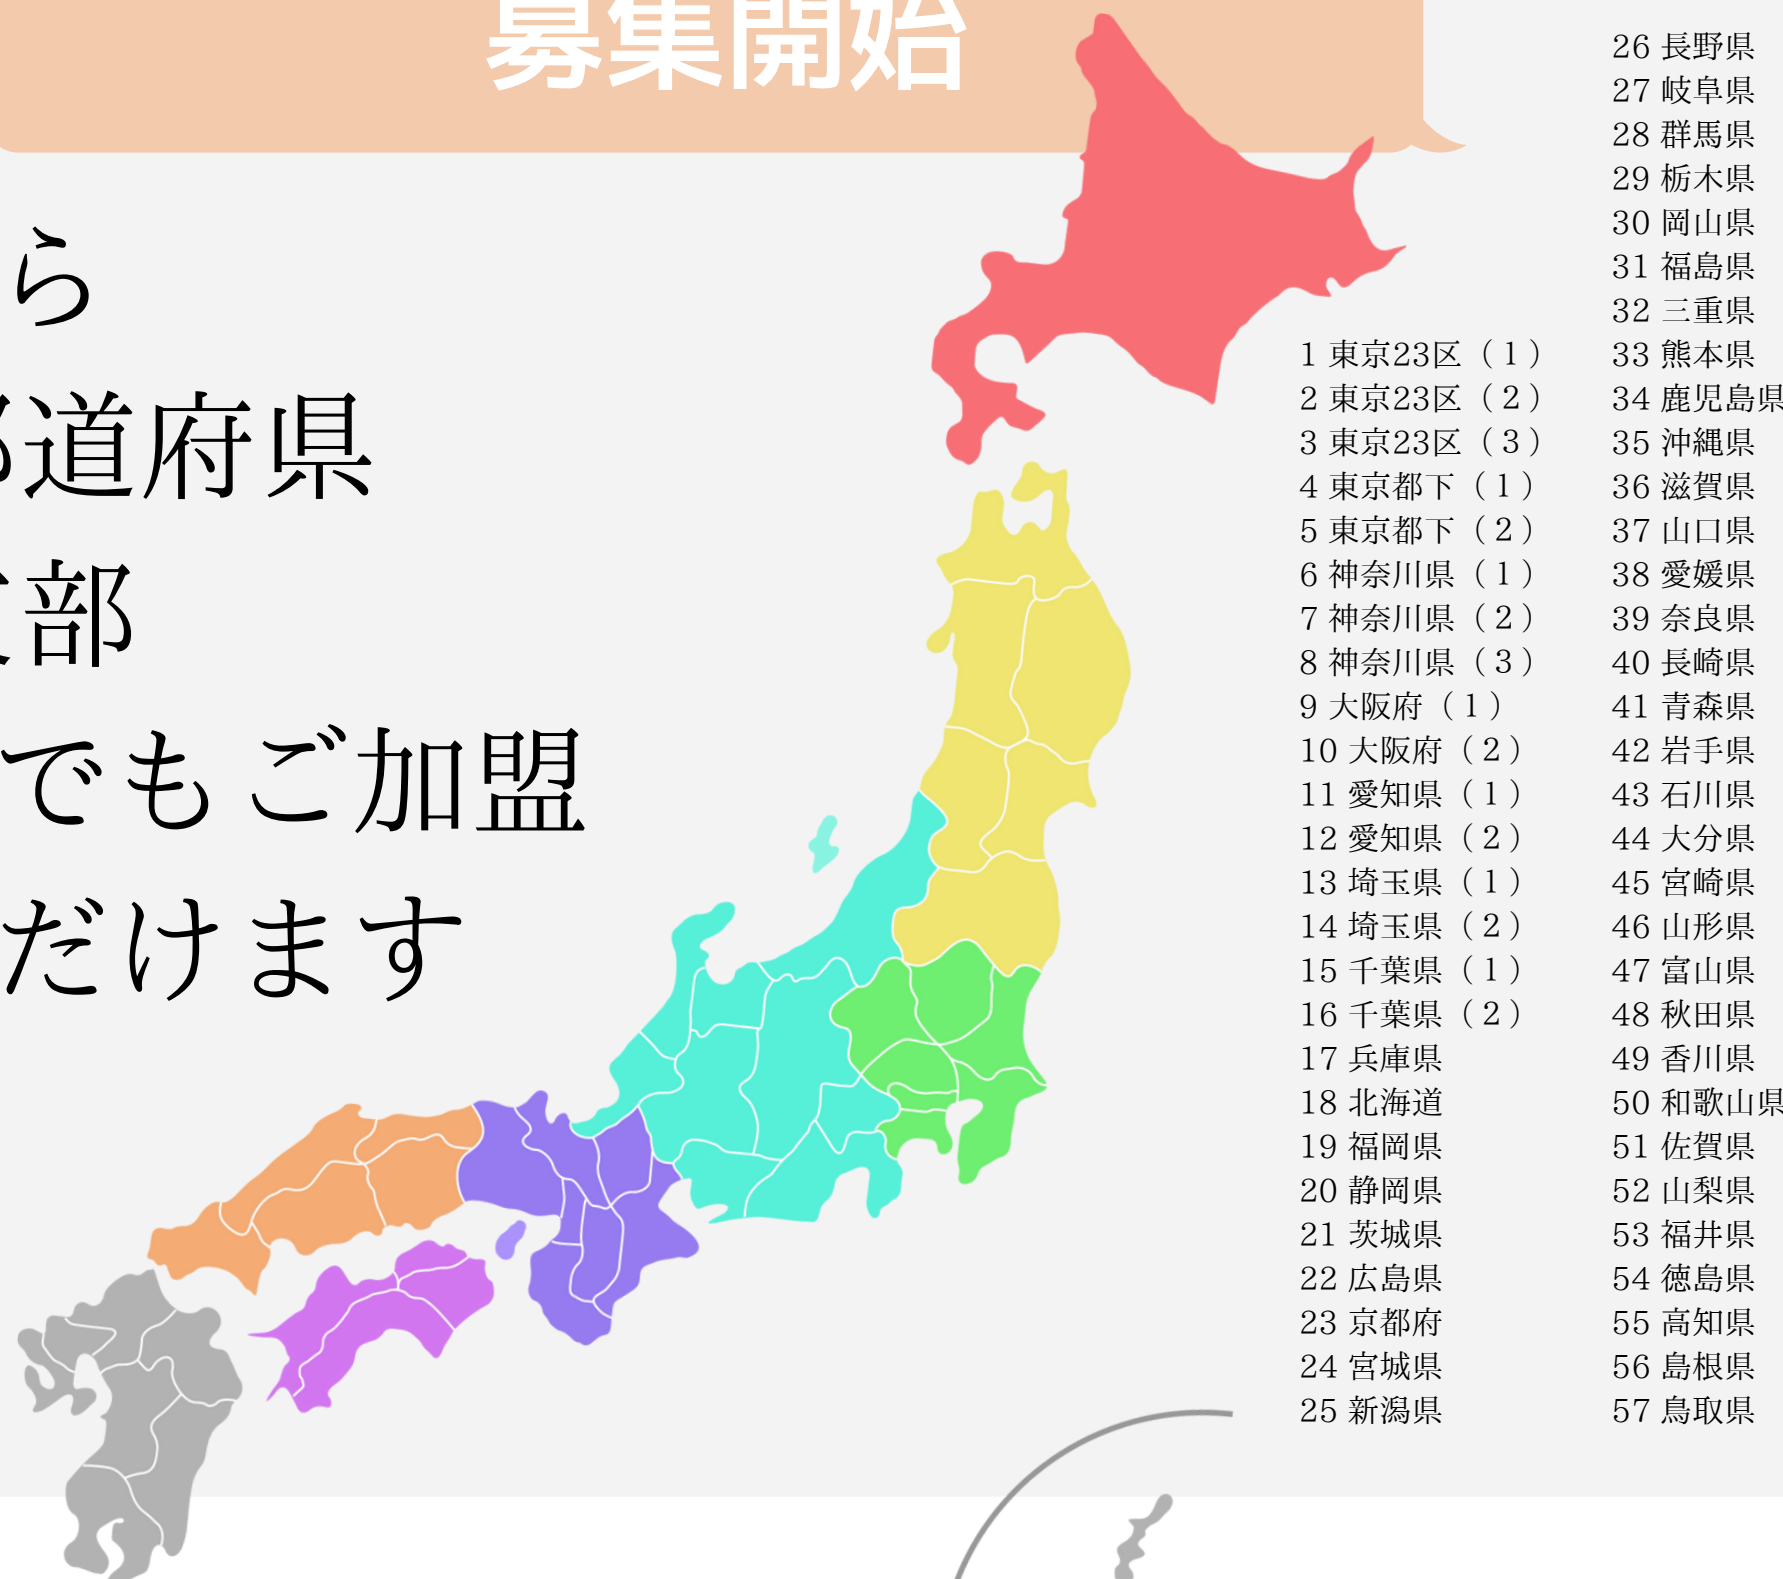 募集開始
ら
道府県
部
でもご加盟
だけます
1 東京23区（1）
2 東京23区（2）
3 東京23区（3）
4 東京都下（1）
5 東京都下（2）
6 神奈川県（1）
7 神奈川県（2）
8 神奈川県（3）
9 大阪府（1）
10 大阪府（2）
11 愛知県（1）
12 愛知県（2）
13 埼玉県（1）
14 埼玉県（2）
15 千葉県（1）
16 千葉県（2）
17 兵庫県
18 北海道
19 福岡県
20 静岡県
21 茨城県
22 広島県
23 京都府
24 宮城県
25 新潟県
26 長野県
27 岐阜県
28 群馬県
29 栃木県
30 岡山県
31 福島県
32 三重県
33 熊本県
34 鹿児島県
35 沖縄県
36 滋賀県
37 山口県
38 愛媛県
39 奈良県
40 長崎県
41 青森県
42 岩手県
43 石川県
44 大分県
45 宮崎県
46 山形県
47 富山県
48 秋田県
49 香川県
50 和歌山県
51 佐賀県
52 山梨県
53 福井県
54 徳島県
55 高知県
56 島根県
57 鳥取県